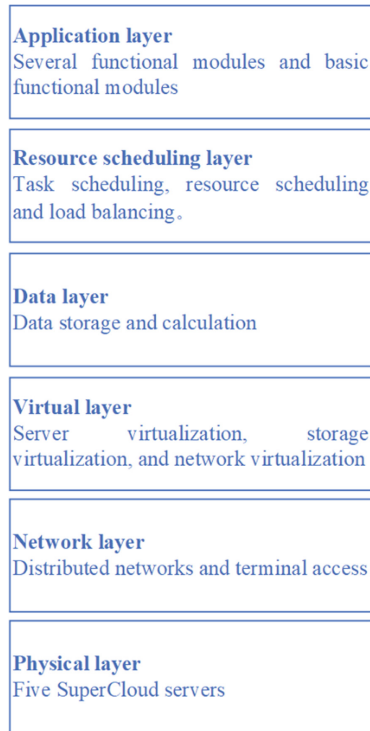 Application layer
Several functional modules and basic
functional modules
Resource scheduling layer
Task scheduling, resource scheduling
and load balancing。
Data layer
Data storage and calculation
Virtual layer
Server virtualization, storage
virtualization, and network virtualization
Network layer
Distributed networks and terminal access
Physical layer
Five SuperCloud servers